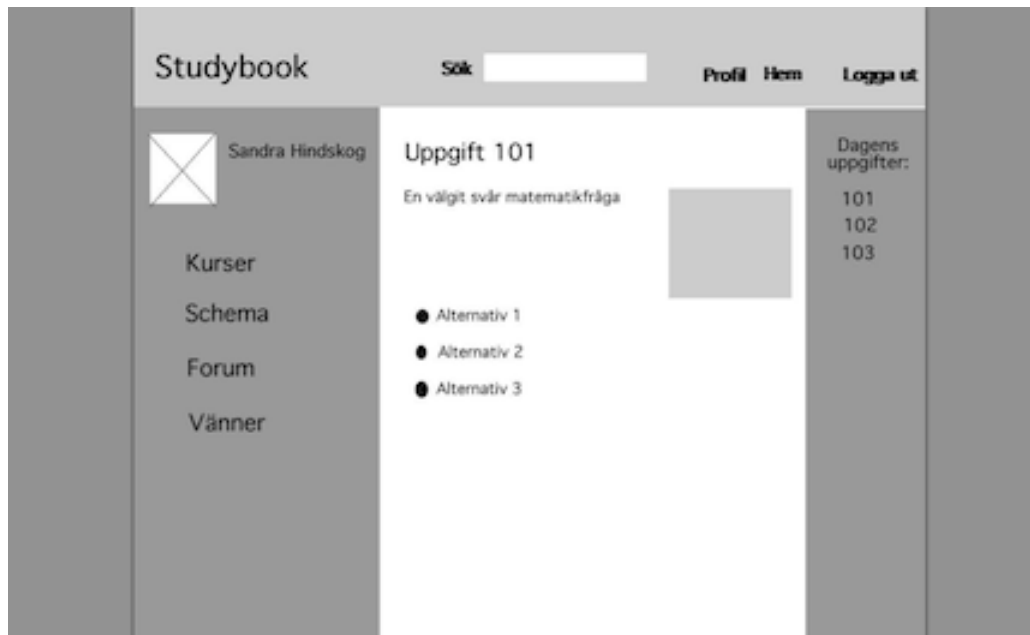 Studybook
Sök
Profil Hem Logga ut
Sandra Hindskog
Kurser
Schema
Forum
Vänner
Uppgift 101
En välgit svår matematikfråga
Alternativ 1
Alternativ 2
Alternativ 3
Dagens
uppgifter:
101
102
103